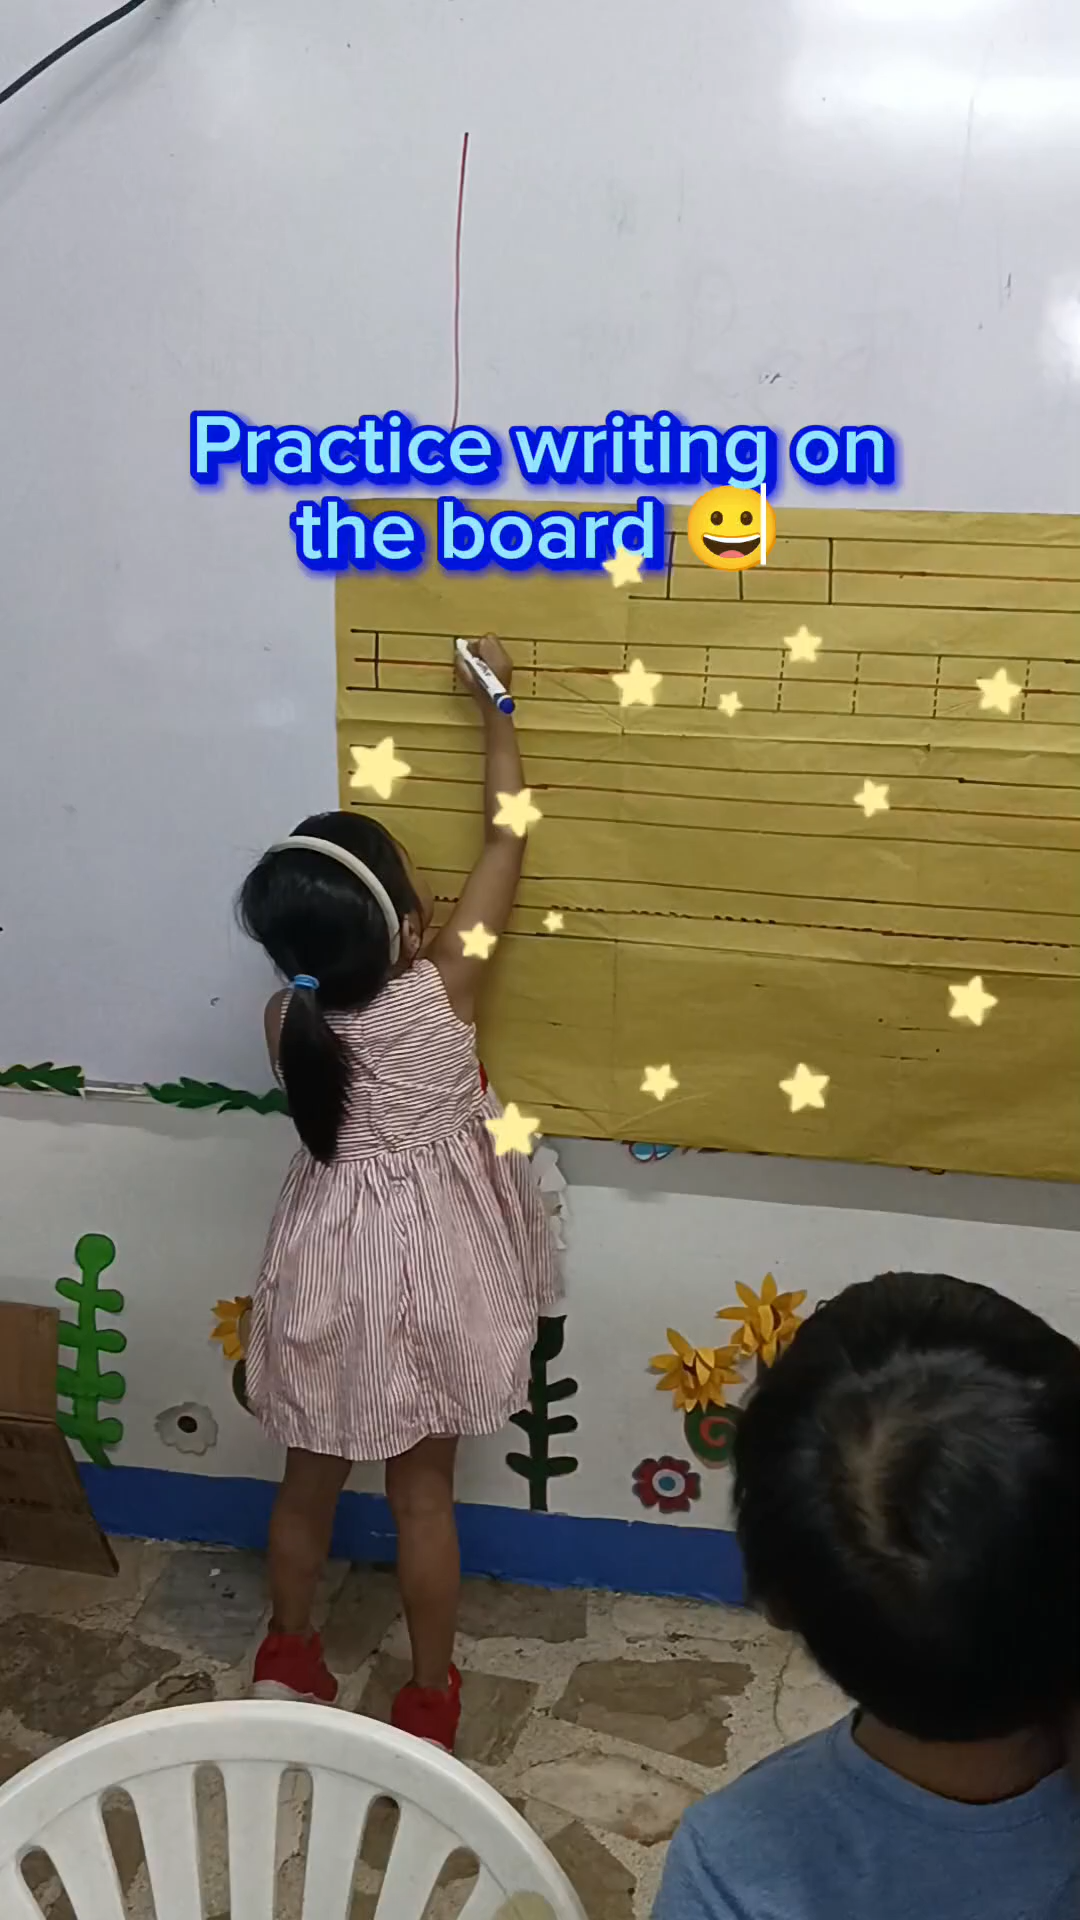 Practice writing on
the board 😀